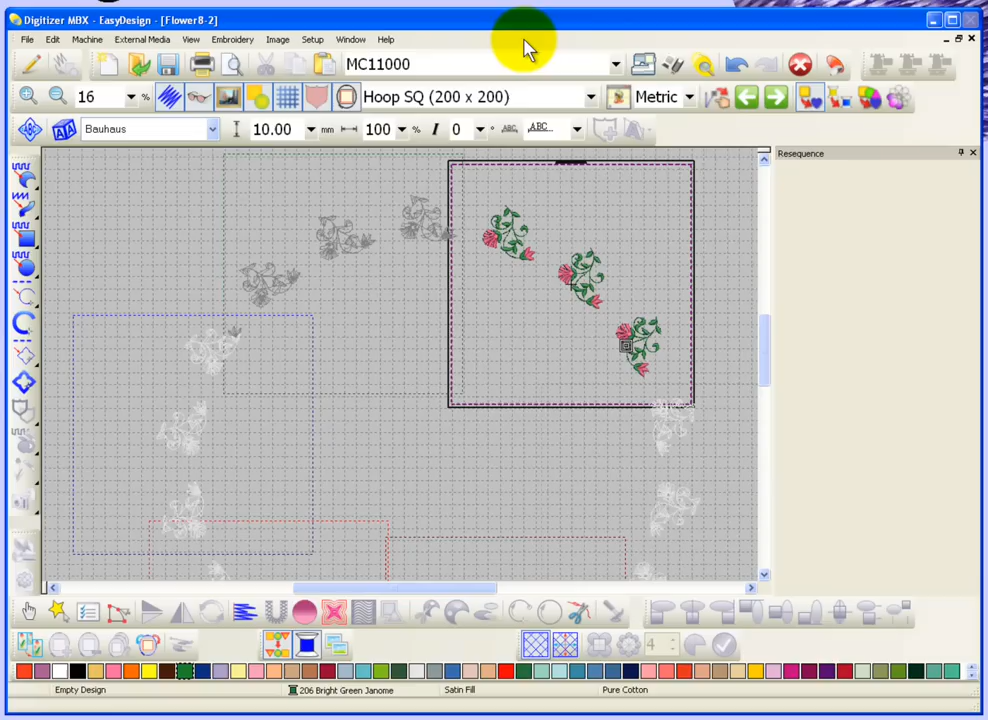 Digitizer MBX - EasyDesign - [Flower8-2]
File Edit Machine External Media View Embroidery Image Setup Window Help
MC11000
16 % Hoop SQ (200 x 200) Metric
Bauhaus 10.00 mm 100 % I 0 ABC ABC
Resequence
4
Empty Design 206 Bright Green Janome Satin Fill Pure Cotton